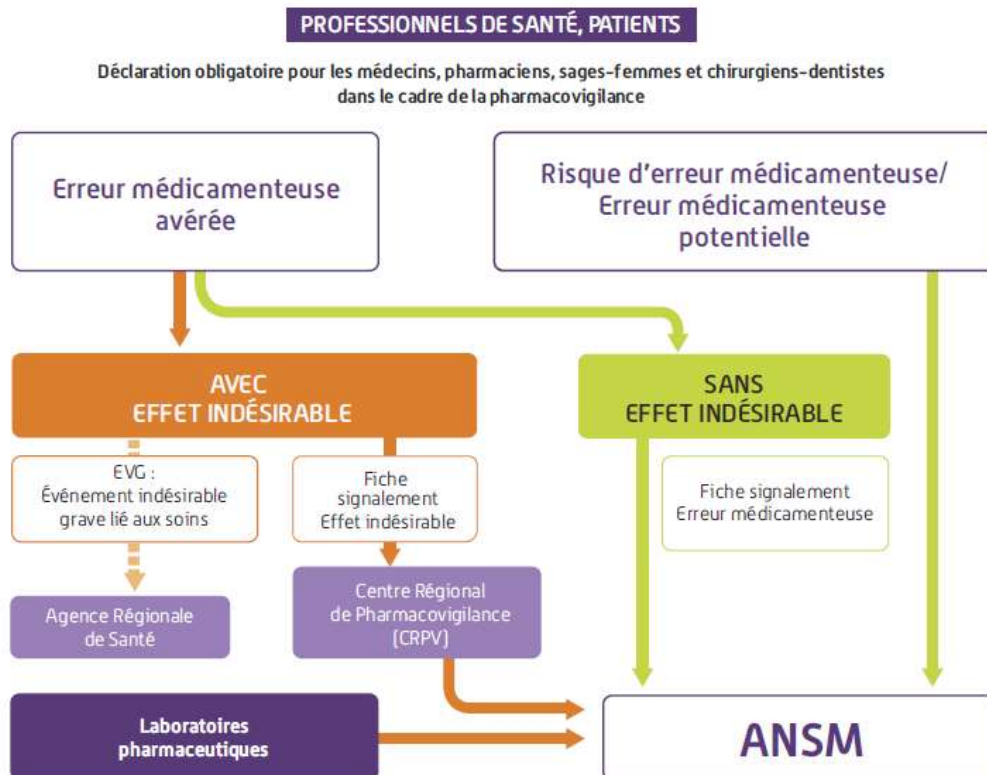 PROFESSIONNELS DE SANTÉ, PATIENTS
Déclaration obligatoire pour les médecins, pharmaciens, sages-femmes et chirurgiens-dentistes
dans le cadre de la pharmacovigilance
Erreur médicamenteuse
avérée
Risque d'erreur médicamenteuse/
Erreur médicamenteuse
potentielle
AVEC
EFFET INDÉSIRABLE
SANS
EFFET INDÉSIRABLE
EVG :
Événement indésirable
grave lié aux soins
Fiche
signalement
Effet indésirable
Fiche signalement
Erreur médicamenteuse
Agence Régionale
de Santé
Centre Régional
de Pharmacovigilance
(CRPV)
Laboratoires
pharmaceutiques
ANSM